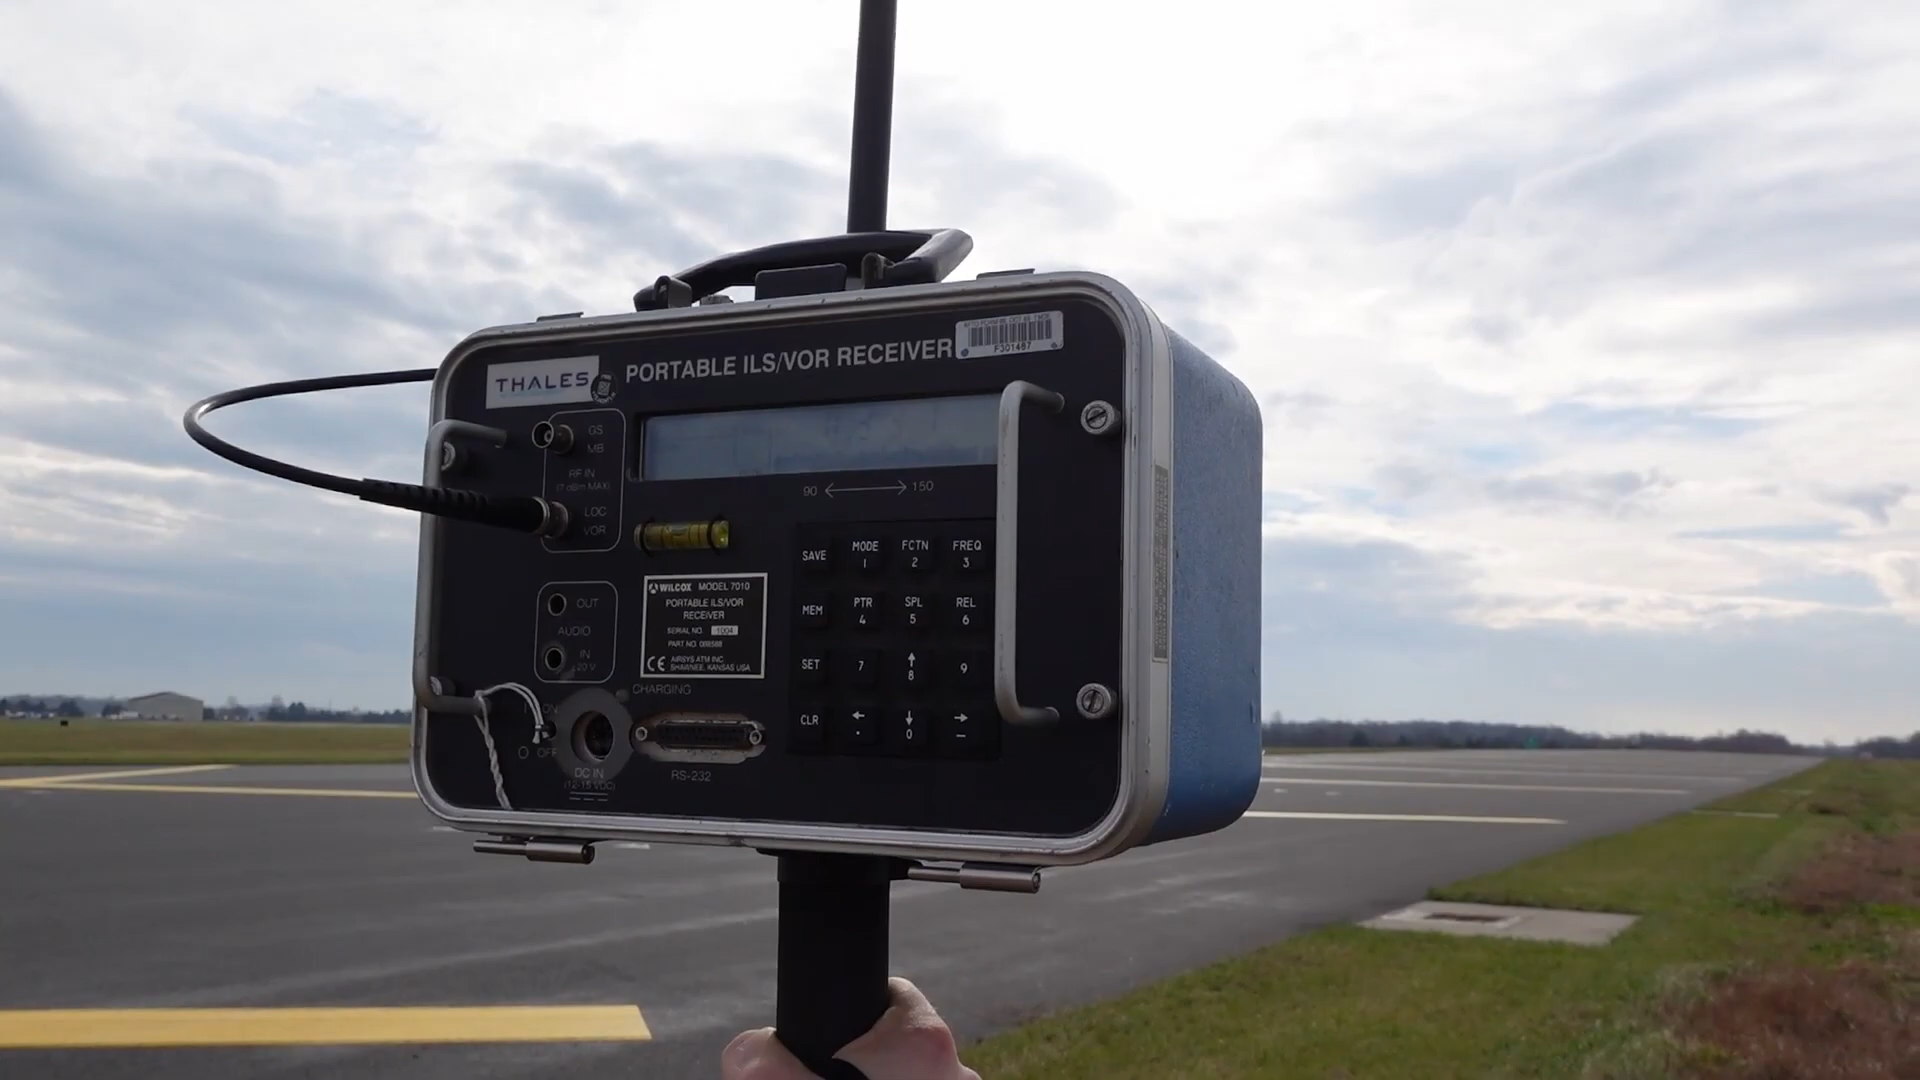 THALES
PORTABLE ILS/VOR RECEIVER
F301487
GS
MB
RF IN
(7 dBm MAX)
LOC
VOR
90
150
SAVE
MODE
1
FCTN
2
FREQ
3
MEM
PTR
4
SPL
5
REL
6
SET
7
8
9
CLR
.
0
–
WILCOX MODEL 7010
PORTABLE ILS/VOR
RECEIVER
SERIAL NO. 1004
PART NO.
CE
AIRSYS ATM INC.
SHAWNEE, KANSAS USA
OUT
AUDIO
IN
20 V
CHARGING
ON
OFF
DC IN
(12-15 VDC)
RS-232